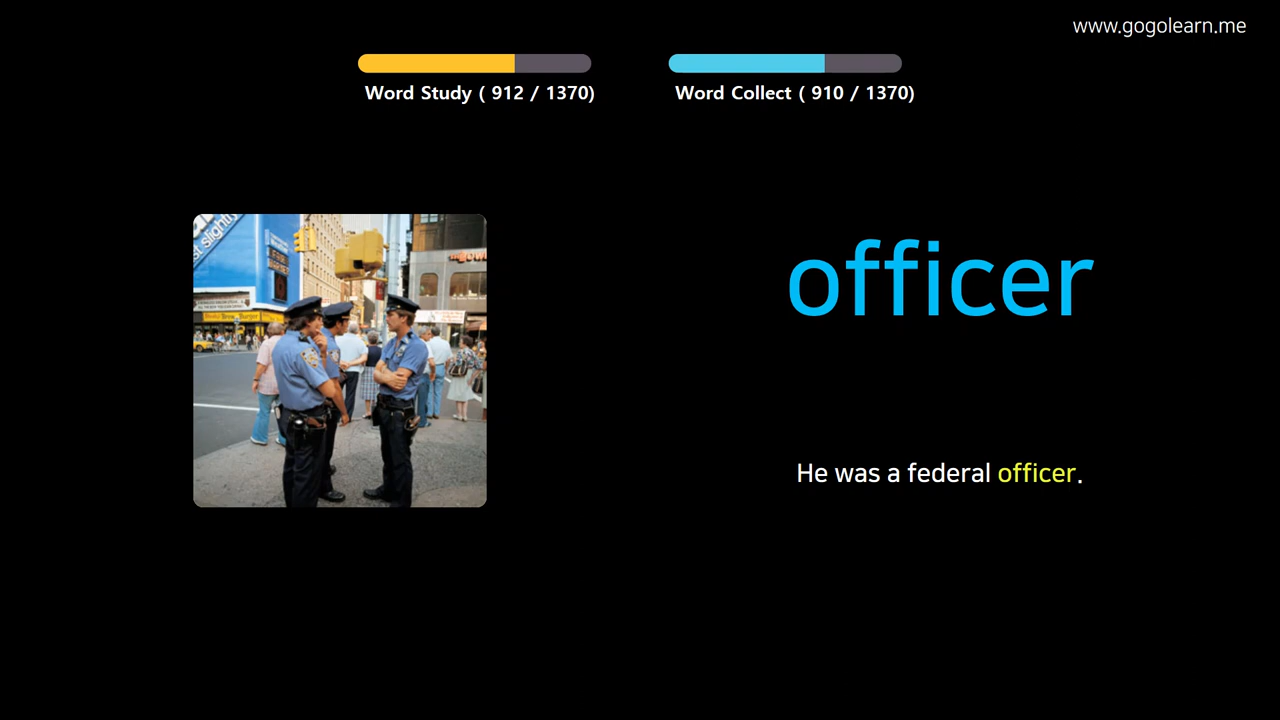 www.gogolearn.me
Word Study ( 912 / 1370)
Word Collect ( 910 / 1370)
officer
He was a federal officer.